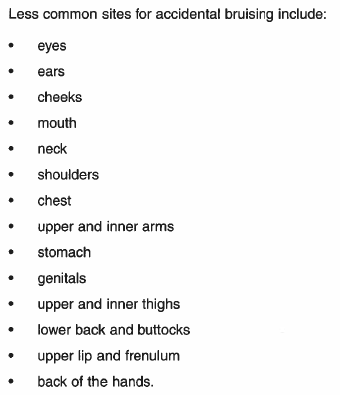 Less common sites for accidental bruising include:
• eyes
• ears
• cheeks
• mouth
• neck
• shoulders
• chest
• upper and inner arms
• stomach
• genitals
• upper and inner thighs
• lower back and buttocks
• upper lip and frenulum
• back of the hands.